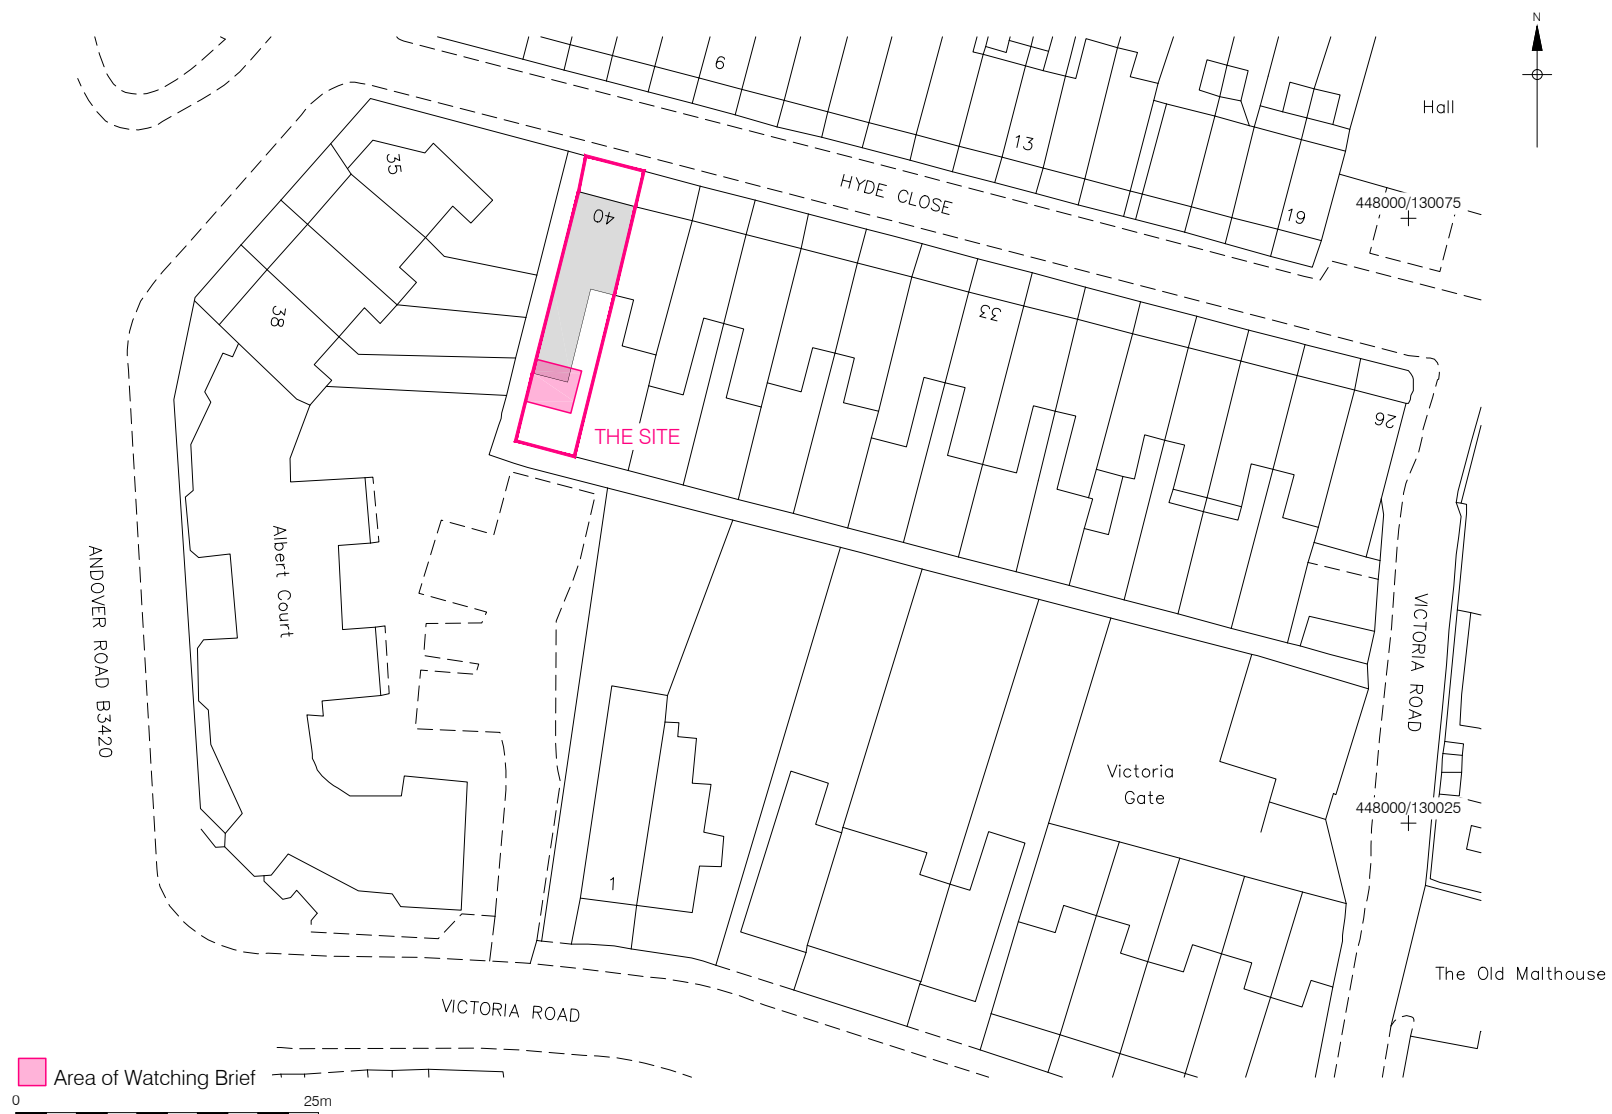 N
6
Hall
13
35
HYDE CLOSE
448000/130075
19
40
38
33
26
THE SITE
Albert Court
ANDOVER ROAD B3420
VICTORIA ROAD
Victoria
Gate
448000/130025
1
The Old Malthouse
VICTORIA ROAD
Area of Watching Brief
0
25m